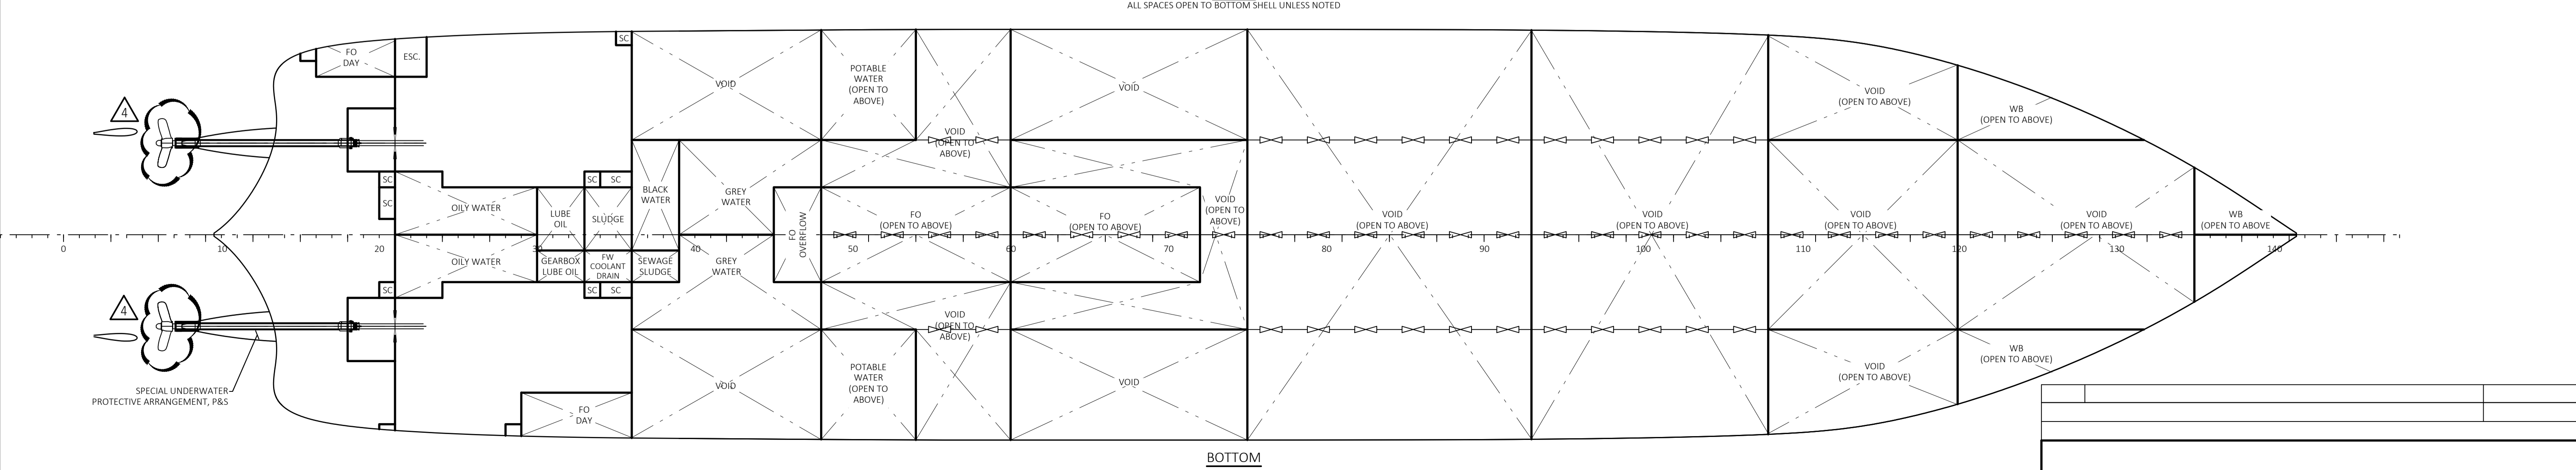 ALL SPACES OPEN TO BOTTOM SHELL UNLESS NOTED
SC
FO
DAY
ESC.
VOID
POTABLE
WATER
(OPEN TO
ABOVE)
VOID
VOID
(OPEN TO ABOVE)
WB
(OPEN TO ABOVE)
4
VOID
(OPEN TO
ABOVE)
SC
SC
SC
SC
OILY WATER
LUBE
OIL
SLUDGE
BLACK
WATER
GREY
WATER
FO
OVERFLOW
FO
(OPEN TO ABOVE)
FO
(OPEN TO ABOVE)
VOID
(OPEN TO
ABOVE)
VOID
(OPEN TO ABOVE)
VOID
(OPEN TO ABOVE)
VOID
(OPEN TO ABOVE)
VOID
(OPEN TO ABOVE)
WB
(OPEN TO ABOVE
0 10 20 30 40 50 60 70 80 90 100 110 120 130 140
OILY WATER
GEARBOX
LUBE OIL
FW
COOLANT
DRAIN
SEWAGE
SLUDGE
GREY
WATER
SC
SC
SC
4
VOID
(OPEN TO
ABOVE)
SPECIAL UNDERWATER
PROTECTIVE ARRANGEMENT, P&S
FO
DAY
VOID
POTABLE
WATER
(OPEN TO
ABOVE)
VOID
VOID
(OPEN TO ABOVE)
WB
(OPEN TO ABOVE)
BOTTOM